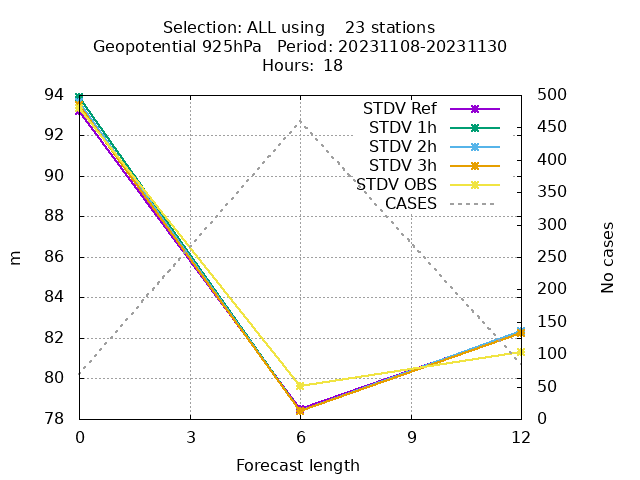 Selection: ALL using    23 stations
Geopotential 925hPa   Period: 20231108-20231130
Hours: 18
94
92
90
88
86
84
82
80
78
m
500
450
400
350
300
250
200
150
100
50
0
No cases
STDV Ref
STDV 1h
STDV 2h
STDV 3h
STDV OBS
CASES
0
3
6
9
12
Forecast length